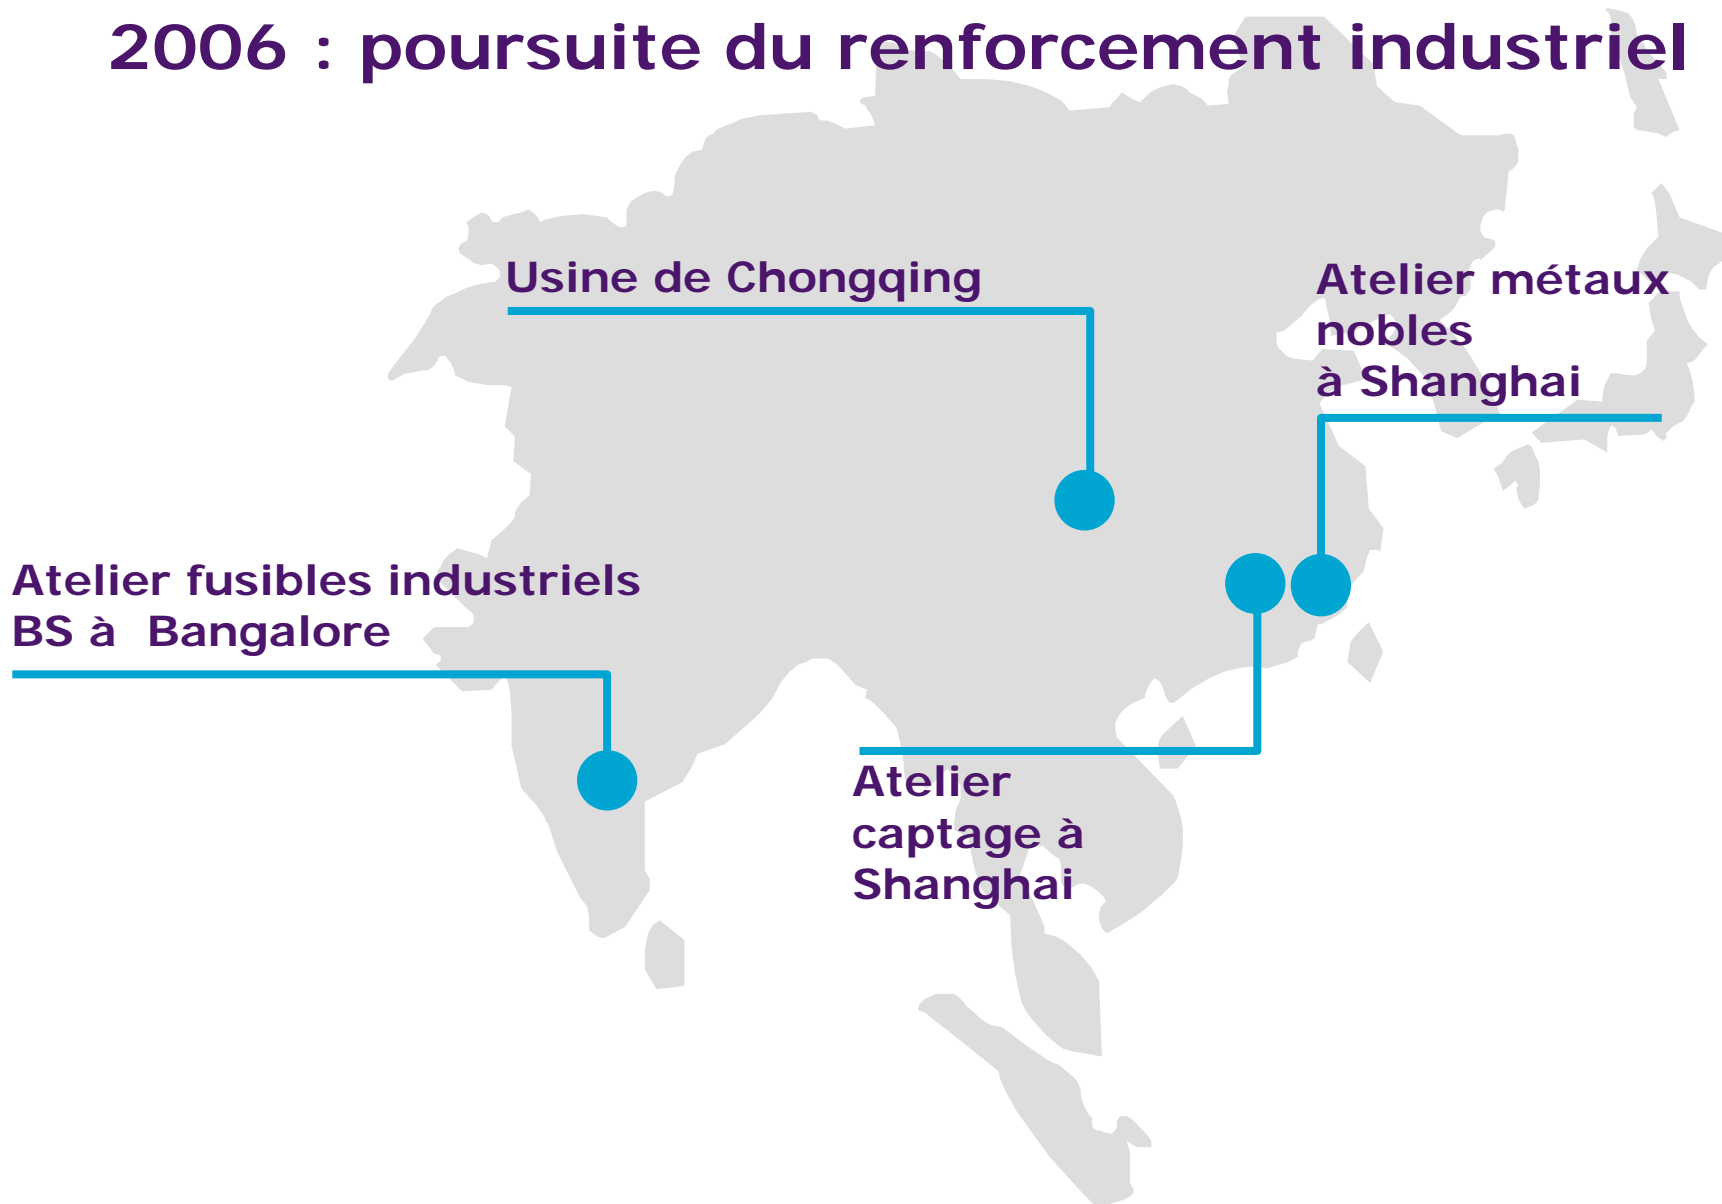 2006 : poursuite du renforcement industriel
Usine de Chongqing
Atelier métaux
nobles
à Shanghai
Atelier fusibles industriels
BS à Bangalore
Atelier
captage à
Shanghai